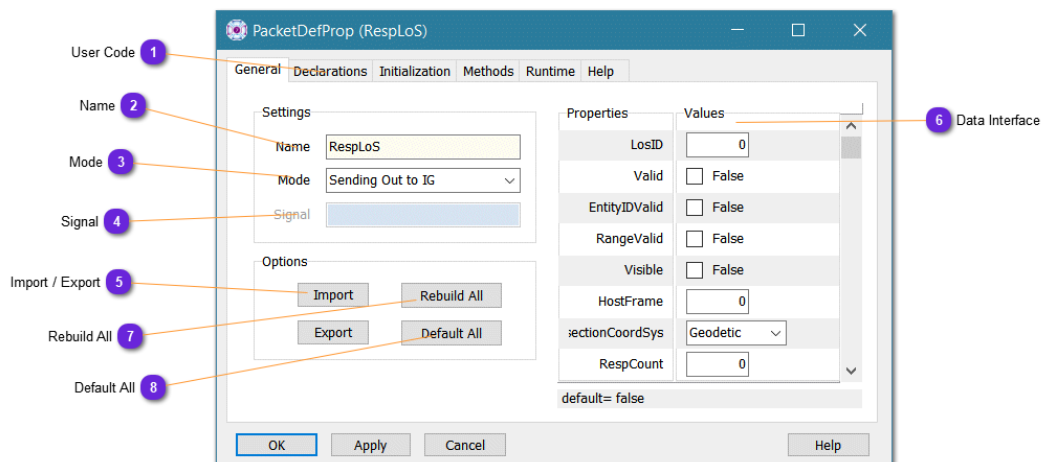 PacketDefProp (RespLoS)
User Code 1
General Declarations Initialization Methods Runtime Help
Name 2
Settings
Properties Values
6 Data Interface
Name RespLoS
LosID 0
Mode 3
Mode Sending Out to IG
Valid False
Signal 4
Signal
EntityIDValid False
RangeValid False
Options
Visible False
Import / Export 5
Import Rebuild All
HostFrame 0
Rebuild All 7
Export Default All
sectionCoordSys Geodetic
Default All 8
RespCount 0
default= false
OK Apply Cancel Help